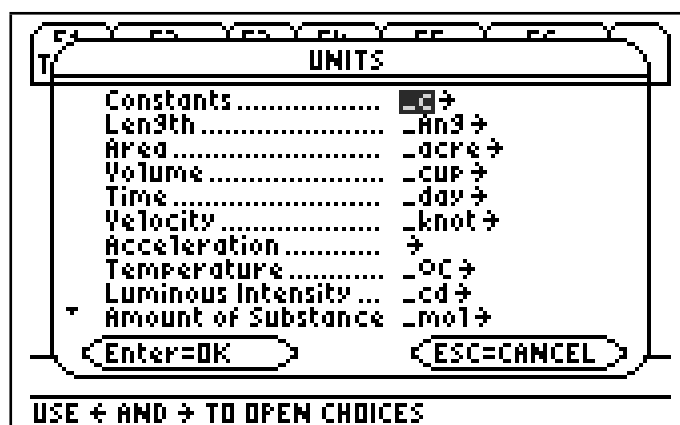 UNITS
Constants.................. _c→
Length...................... _Ang→
Area......................... _acre→
Volume...................... _cup→
Time......................... _day→
Velocity.................... _knot→
Acceleration............ →
Temperature............ _°C→
Luminous Intensity... _cd→
Amount of Substance _mol→
Enter=OK ESC=CANCEL
USE ← AND → TO OPEN CHOICES